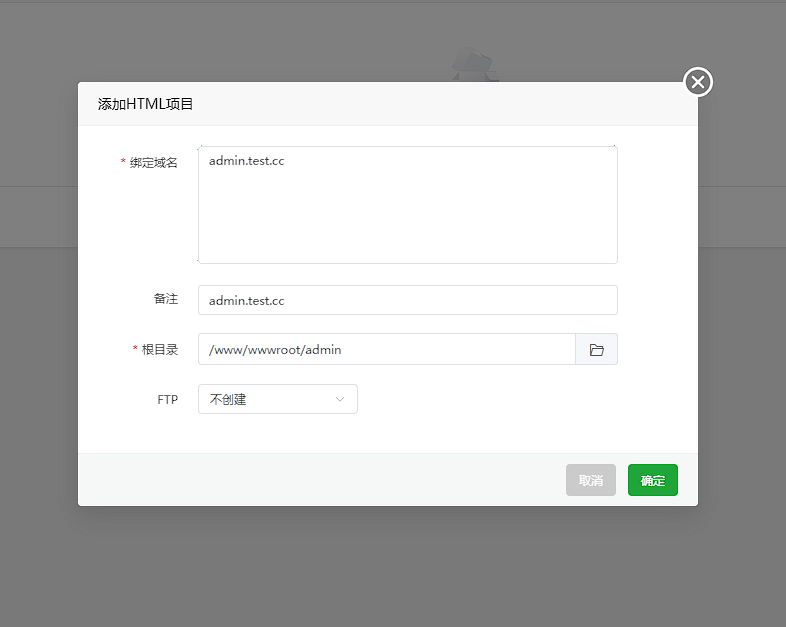 添加HTML项目
* 绑定域名
admin.test.cc
备注
admin.test.cc
* 根目录
/www/wwwroot/admin
FTP
不创建
取消
确定